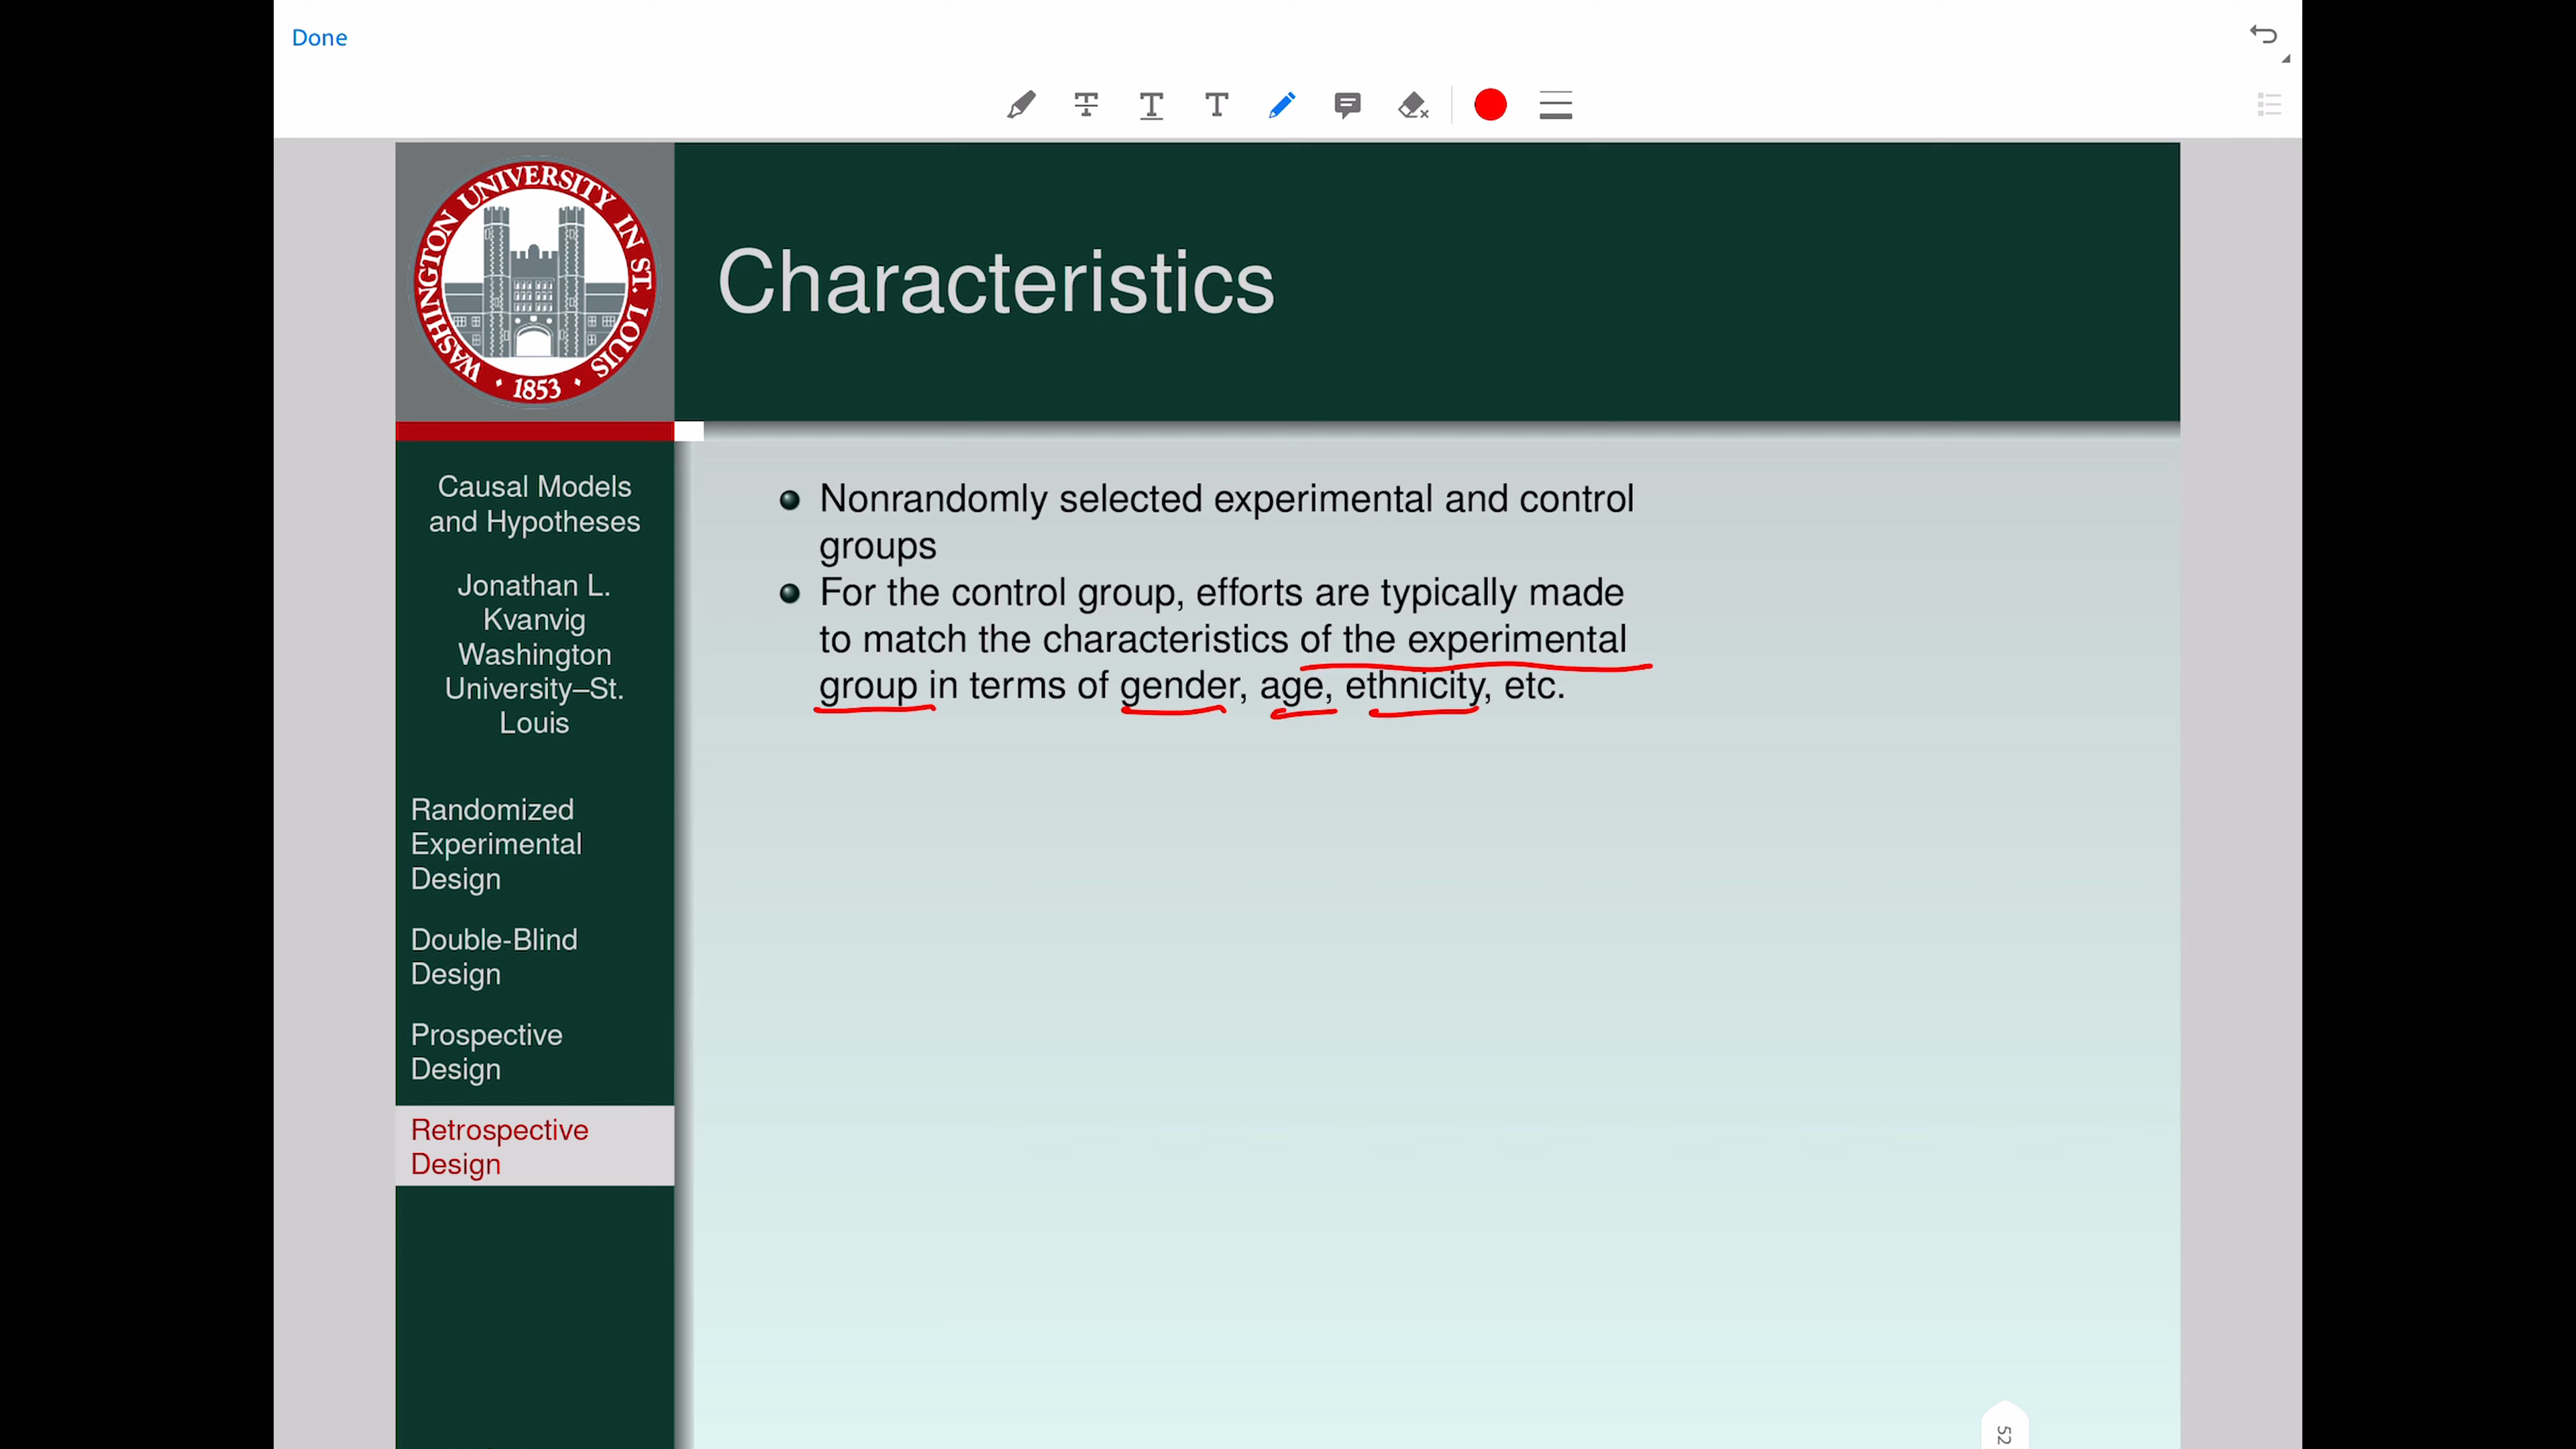 Done
T T T
WASHINGTON UNIVERSITY IN ST. LOUIS
· 1853 ·
Characteristics
Causal Models
and Hypotheses
Jonathan L.
Kvanvig
Washington
University–St.
Louis
Randomized
Experimental
Design
Double-Blind
Design
Prospective
Design
Retrospective
Design
Nonrandomly selected experimental and control
groups
For the control group, efforts are typically made
to match the characteristics of the experimental
group in terms of gender, age, ethnicity, etc.
52